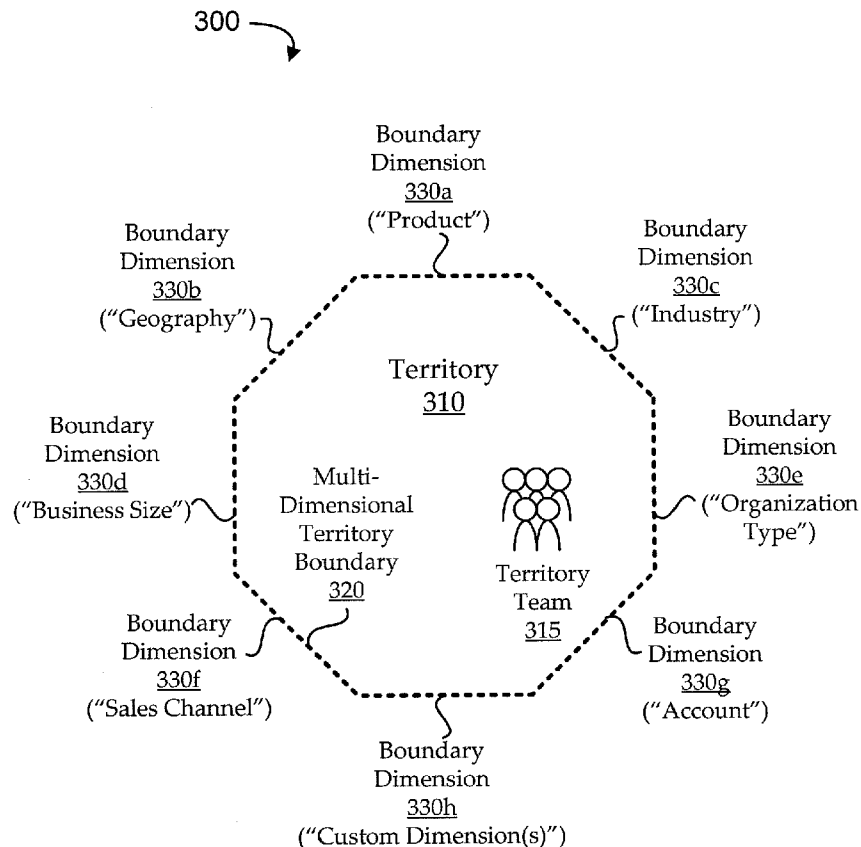 300
Boundary
Dimension
330a
("Product")
Boundary
Dimension
330b
("Geography")
Boundary
Dimension
330c
("Industry")
Territory
310
Boundary
Dimension
330d
("Business Size")
Multi-
Dimensional
Territory
Boundary
320
Territory
Team
315
Boundary
Dimension
330e
("Organization
Type")
Boundary
Dimension
330f
("Sales Channel")
Boundary
Dimension
330g
("Account")
Boundary
Dimension
330h
("Custom Dimension(s)"